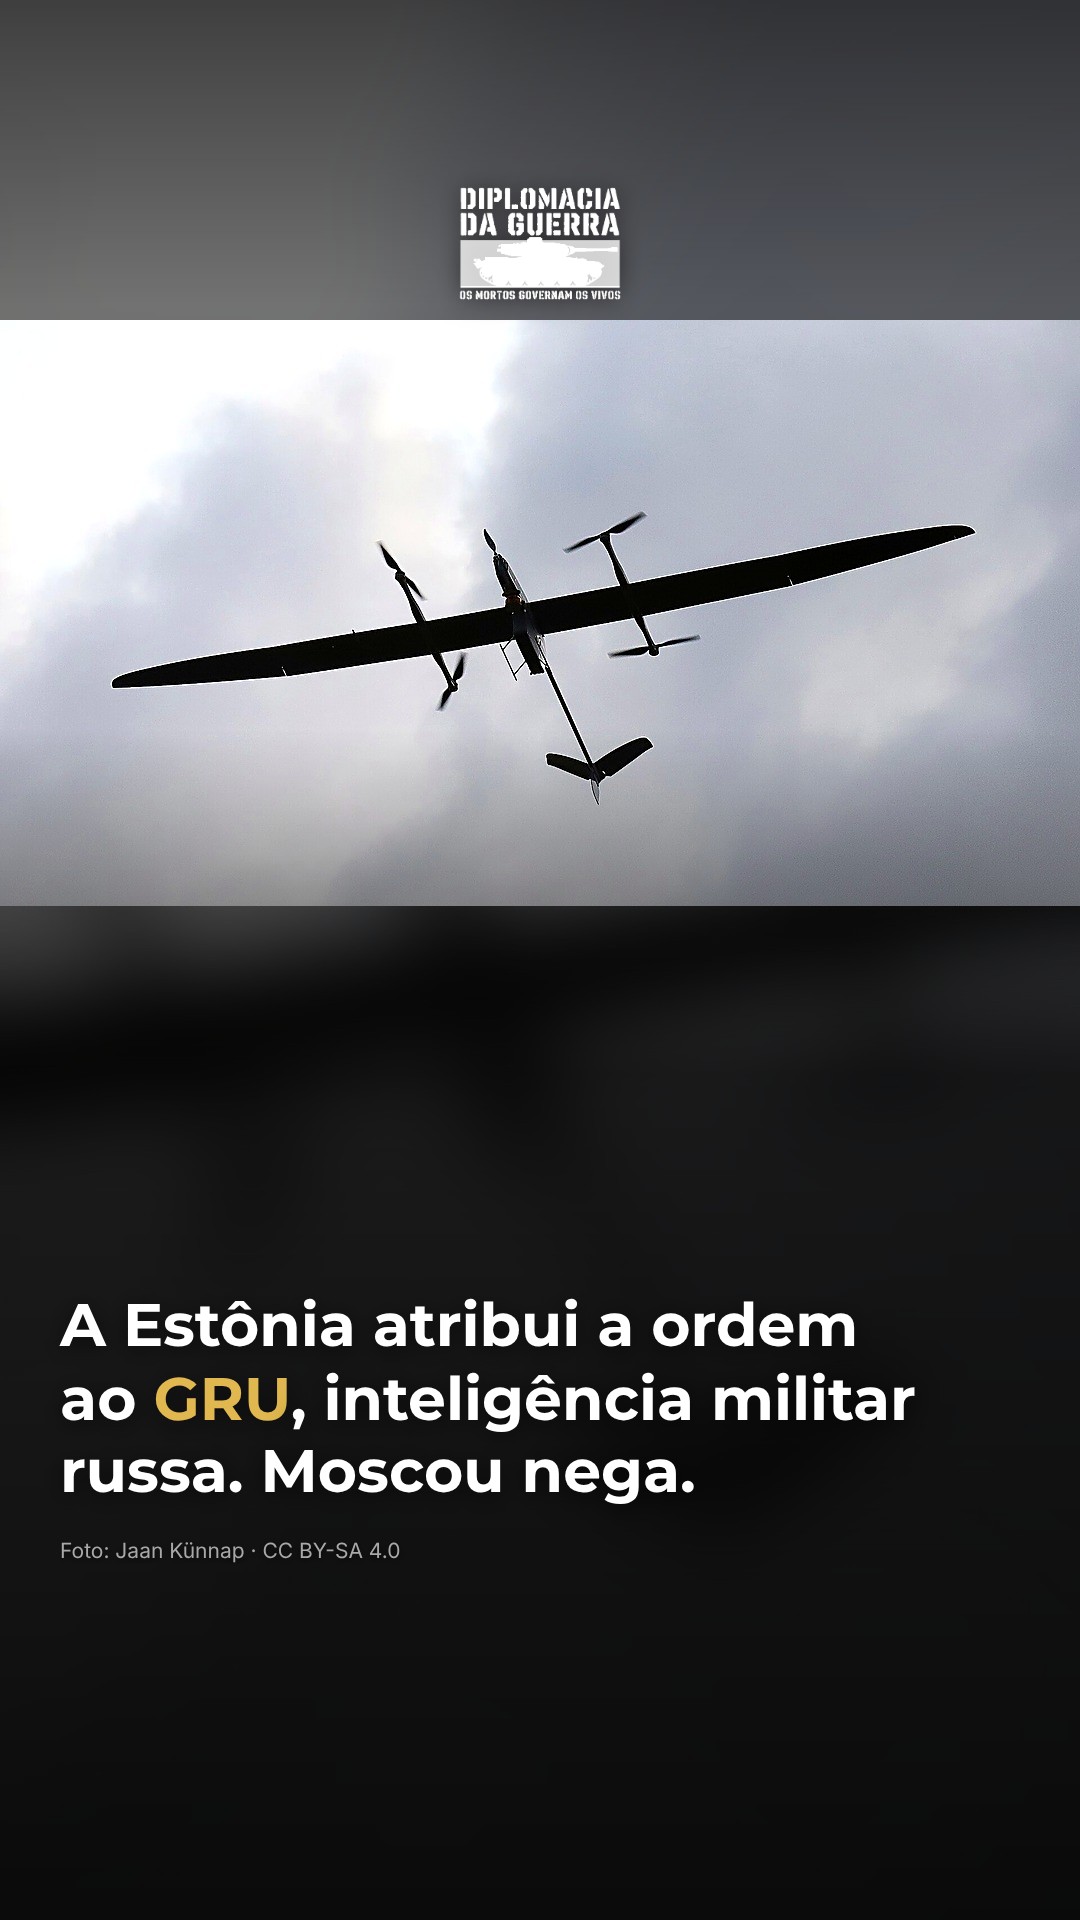 DIPLOMACIA
DA GUERRA
OS MORTOS GOVERNAM OS VIVOS
A Estônia atribui a ordem
ao GRU, inteligência militar
russa. Moscou nega.
Foto: Jaan Künnap · CC BY-SA 4.0